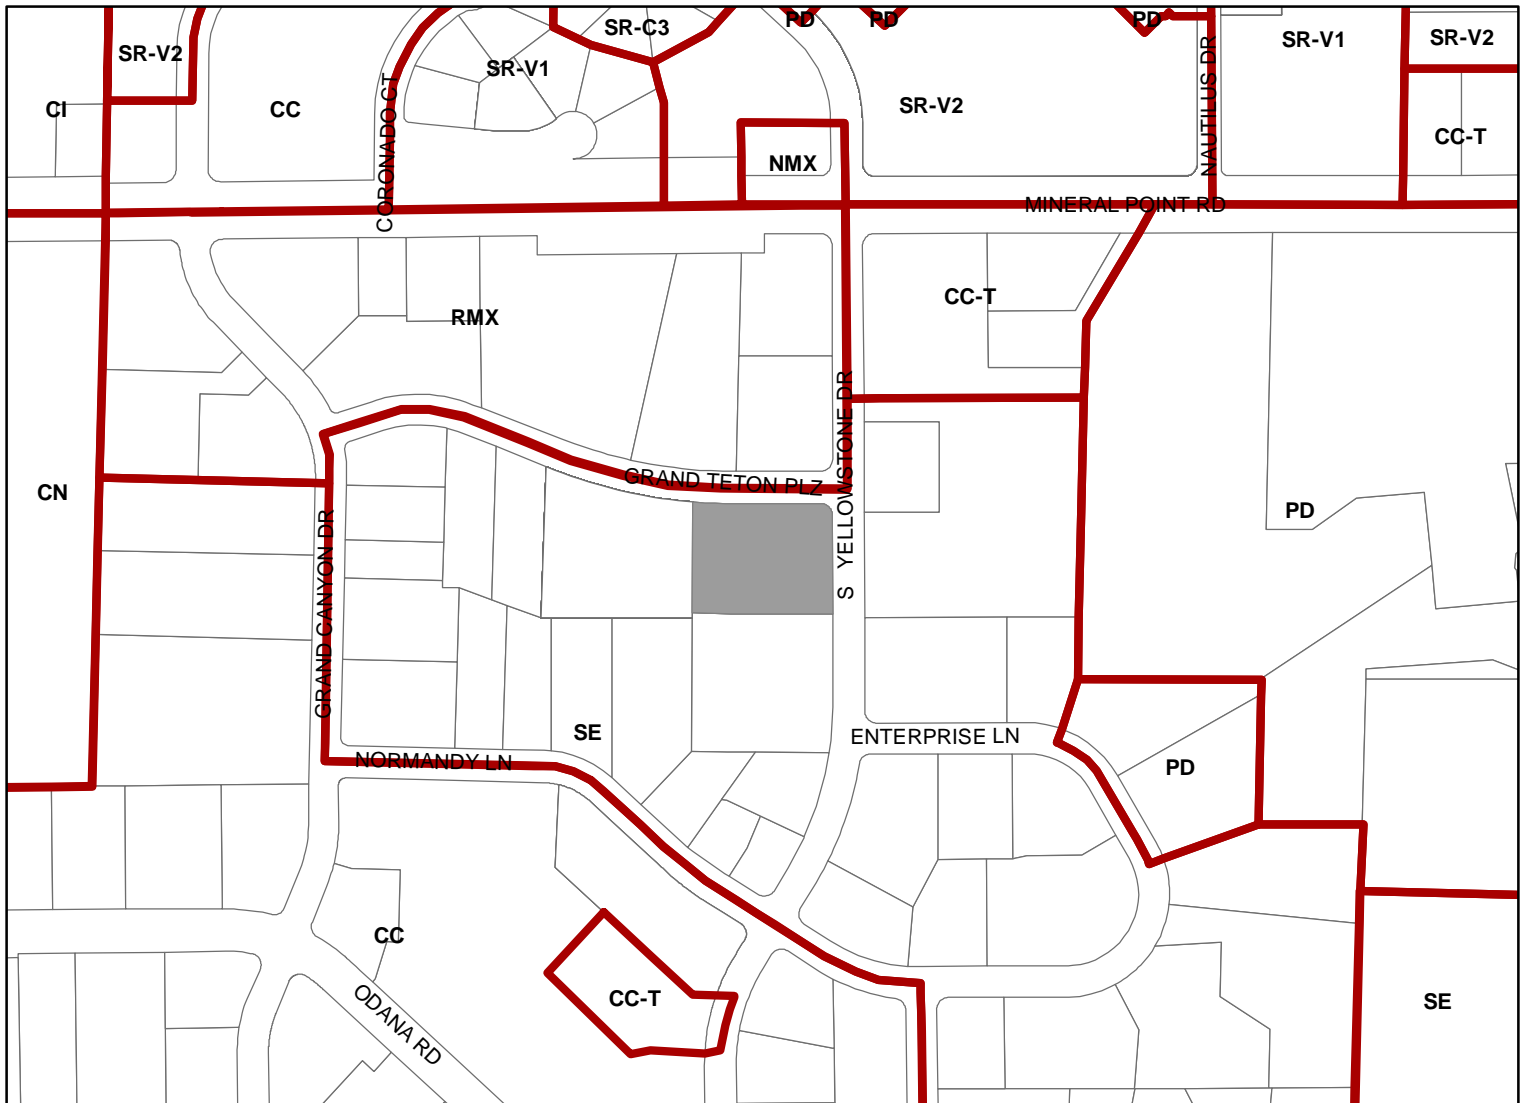 PD
PD
PD
SR-C3
SR-V1
SR-V2
SR-V2
SR-V1
CI
CC
SR-V2
CORONADO CT
NAUTILUS DR
CC-T
NMX
MINERAL POINT RD
CC-T
RMX
GRAND TETON PLZ
S YELLOWSTONE DR
CN
PD
GRAND CANYON DR
SE
ENTERPRISE LN
NORMANDY LN
PD
CC
CC-T
SE
ODANA RD